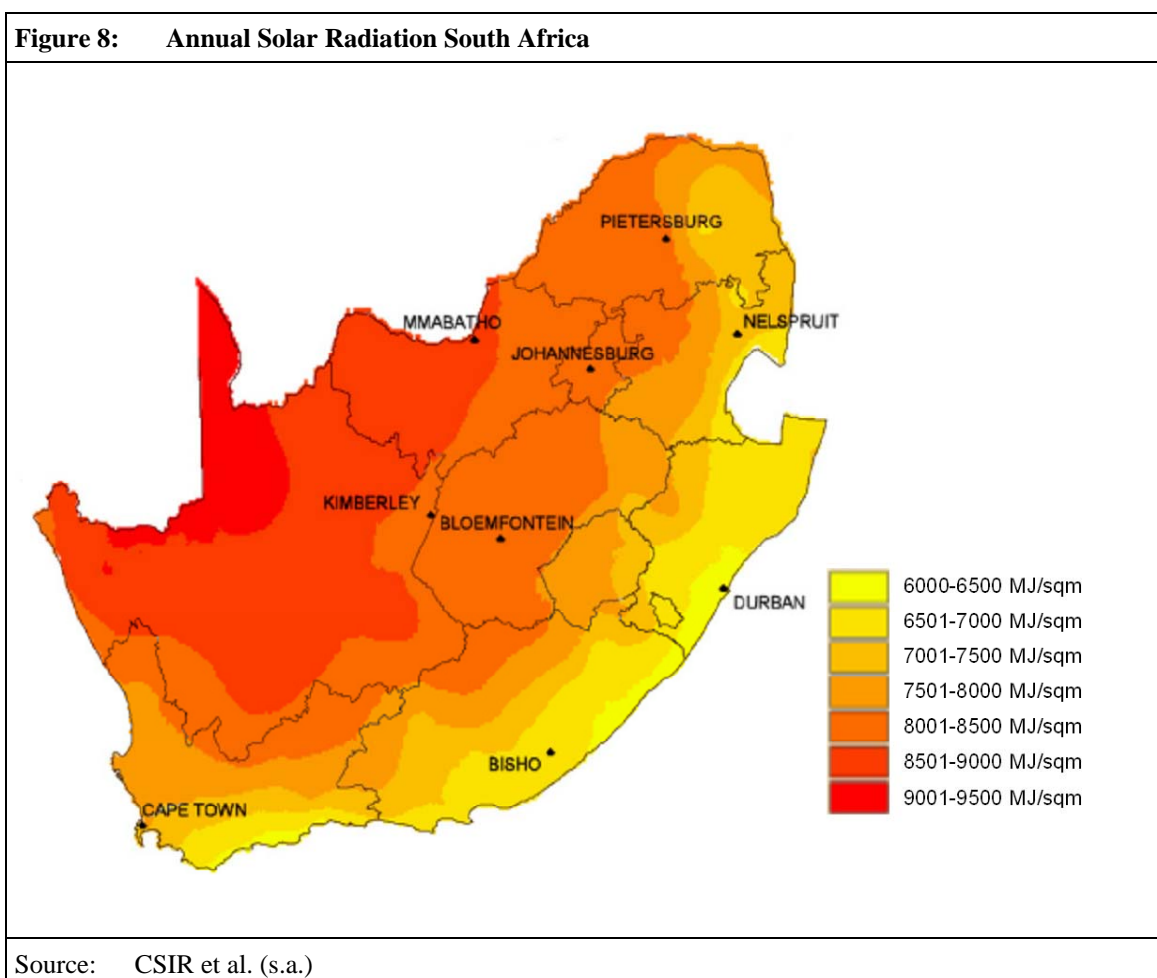 Figure 8: Annual Solar Radiation South Africa
PIETERSBURG
MMABATHO
NELSPRUIT
JOHANNESBURG
KIMBERLEY
BLOEMFONTEIN
DURBAN
BISHO
CAPE TOWN
6000-6500 MJ/sqm
6501-7000 MJ/sqm
7001-7500 MJ/sqm
7501-8000 MJ/sqm
8001-8500 MJ/sqm
8501-9000 MJ/sqm
9001-9500 MJ/sqm
Source: CSIR et al. (s.a.)